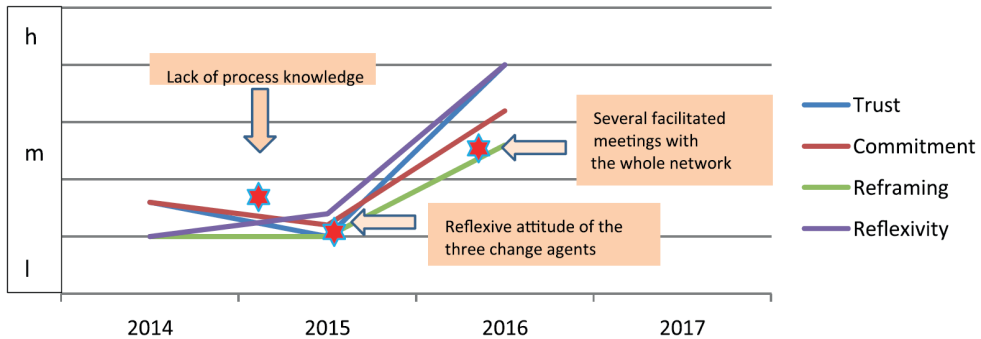 h
m
l
Lack of process knowledge
Several facilitated
meetings with
the whole network
Reflexive attitude of the
three change agents
Trust
Commitment
Reframing
Reflexivity
2014
2015
2016
2017